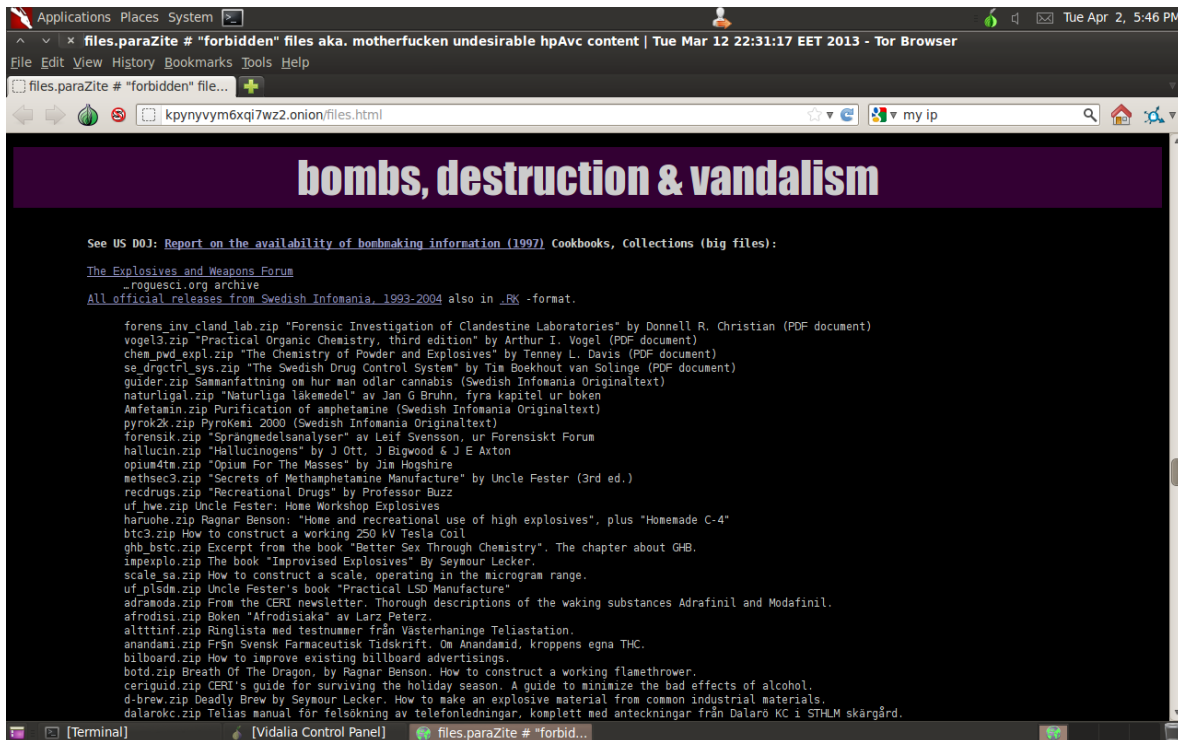 Applications Places System
Tue Apr 2, 5:46 PM
files.paraZite # "forbidden" files aka. motherfucken undesirable hpAvc content | Tue Mar 12 22:31:17 EET 2013 - Tor Browser
File Edit View History Bookmarks Tools Help
files.paraZite # "forbidden" file...
kpynyvym6xqi7wz2.onion/files.html
my ip
bombs, destruction & vandalism
See US DOJ: Report on the availability of bombmaking information (1997) Cookbooks, Collections (big files):
The Explosives and Weapons Forum
…roguesci.org archive
All official releases from Swedish Infomania, 1993-2004 also in .RK -format.
forens_inv_cland_lab.zip "Forensic Investigation of Clandestine Laboratories" by Donnell R. Christian (PDF document)
vogel3.zip "Practical Organic Chemistry, third edition" by Arthur I. Vogel (PDF document)
chem_pwd_expl.zip "The Chemistry of Powder and Explosives" by Tenney L. Davis (PDF document)
se_drgctrl_sys.zip "The Swedish Drug Control System" by Tim Boekhout van Solinge (PDF document)
guider.zip Sammanfattning om hur man odlar cannabis (Swedish Infomania Originaltext)
naturligal.zip "Naturliga läkemedel" av Jan G Bruhn, fyra kapitel ur boken
Amfetamin.zip Purification of amphetamine (Swedish Infomania Originaltext)
pyrok2k.zip PyroKemi 2000 (Swedish Infomania Originaltext)
forensik.zip "Sprängmedelsanalyser" av Leif Svensson, ur Forensiskt Forum
hallucin.zip "Hallucinogens" by J Ott, J Bigwood & J E Axton
opium4tm.zip "Opium For The Masses" by Jim Hogshire
methsec3.zip "Secrets of Methamphetamine Manufacture" by Uncle Fester (3rd ed.)
recdrugs.zip "Recreational Drugs" by Professor Buzz
uf_hwe.zip Uncle Fester: Home Workshop Explosives
haruohe.zip Ragnar Benson: "Home and recreational use of high explosives", plus "Homemade C-4"
btc3.zip How to construct a working 250 kV Tesla Coil
ghb_bstc.zip Excerpt from the book "Better Sex Through Chemistry". The chapter about GHB.
impexplo.zip The book "Improvised Explosives" By Seymour Lecker.
scale_sa.zip How to construct a scale, operating in the microgram range.
uf_plsdm.zip Uncle Fester's book "Practical LSD Manufacture"
adramoda.zip From the CERI newsletter. Thorough descriptions of the waking substances Adrafinil and Modafinil.
afrodisi.zip Boken "Afrodisiaka" av Larz Peterz.
altttinf.zip Ringlista med testnummer från Västerhaninge Teliastation.
anandami.zip Fr§n Svensk Farmaceutisk Tidskrift. Om Anandamid, kroppens egna THC.
bilboard.zip How to improve existing billboard advertisings.
botd.zip Breath Of The Dragon, by Ragnar Benson. How to construct a working flamethrower.
ceriguid.zip CERI's guide for surviving the holiday season. A guide to minimize the bad effects of alcohol.
d-brew.zip Deadly Brew by Seymour Lecker. How to make an explosive material from common industrial materials.
dalarokc.zip Telias manual för felsökning av telefonledningar, komplett med anteckningar från Dalarö KC i STHLM skärgård.
[Terminal]
[Vidalia Control Panel]
files.paraZite # "forbid...